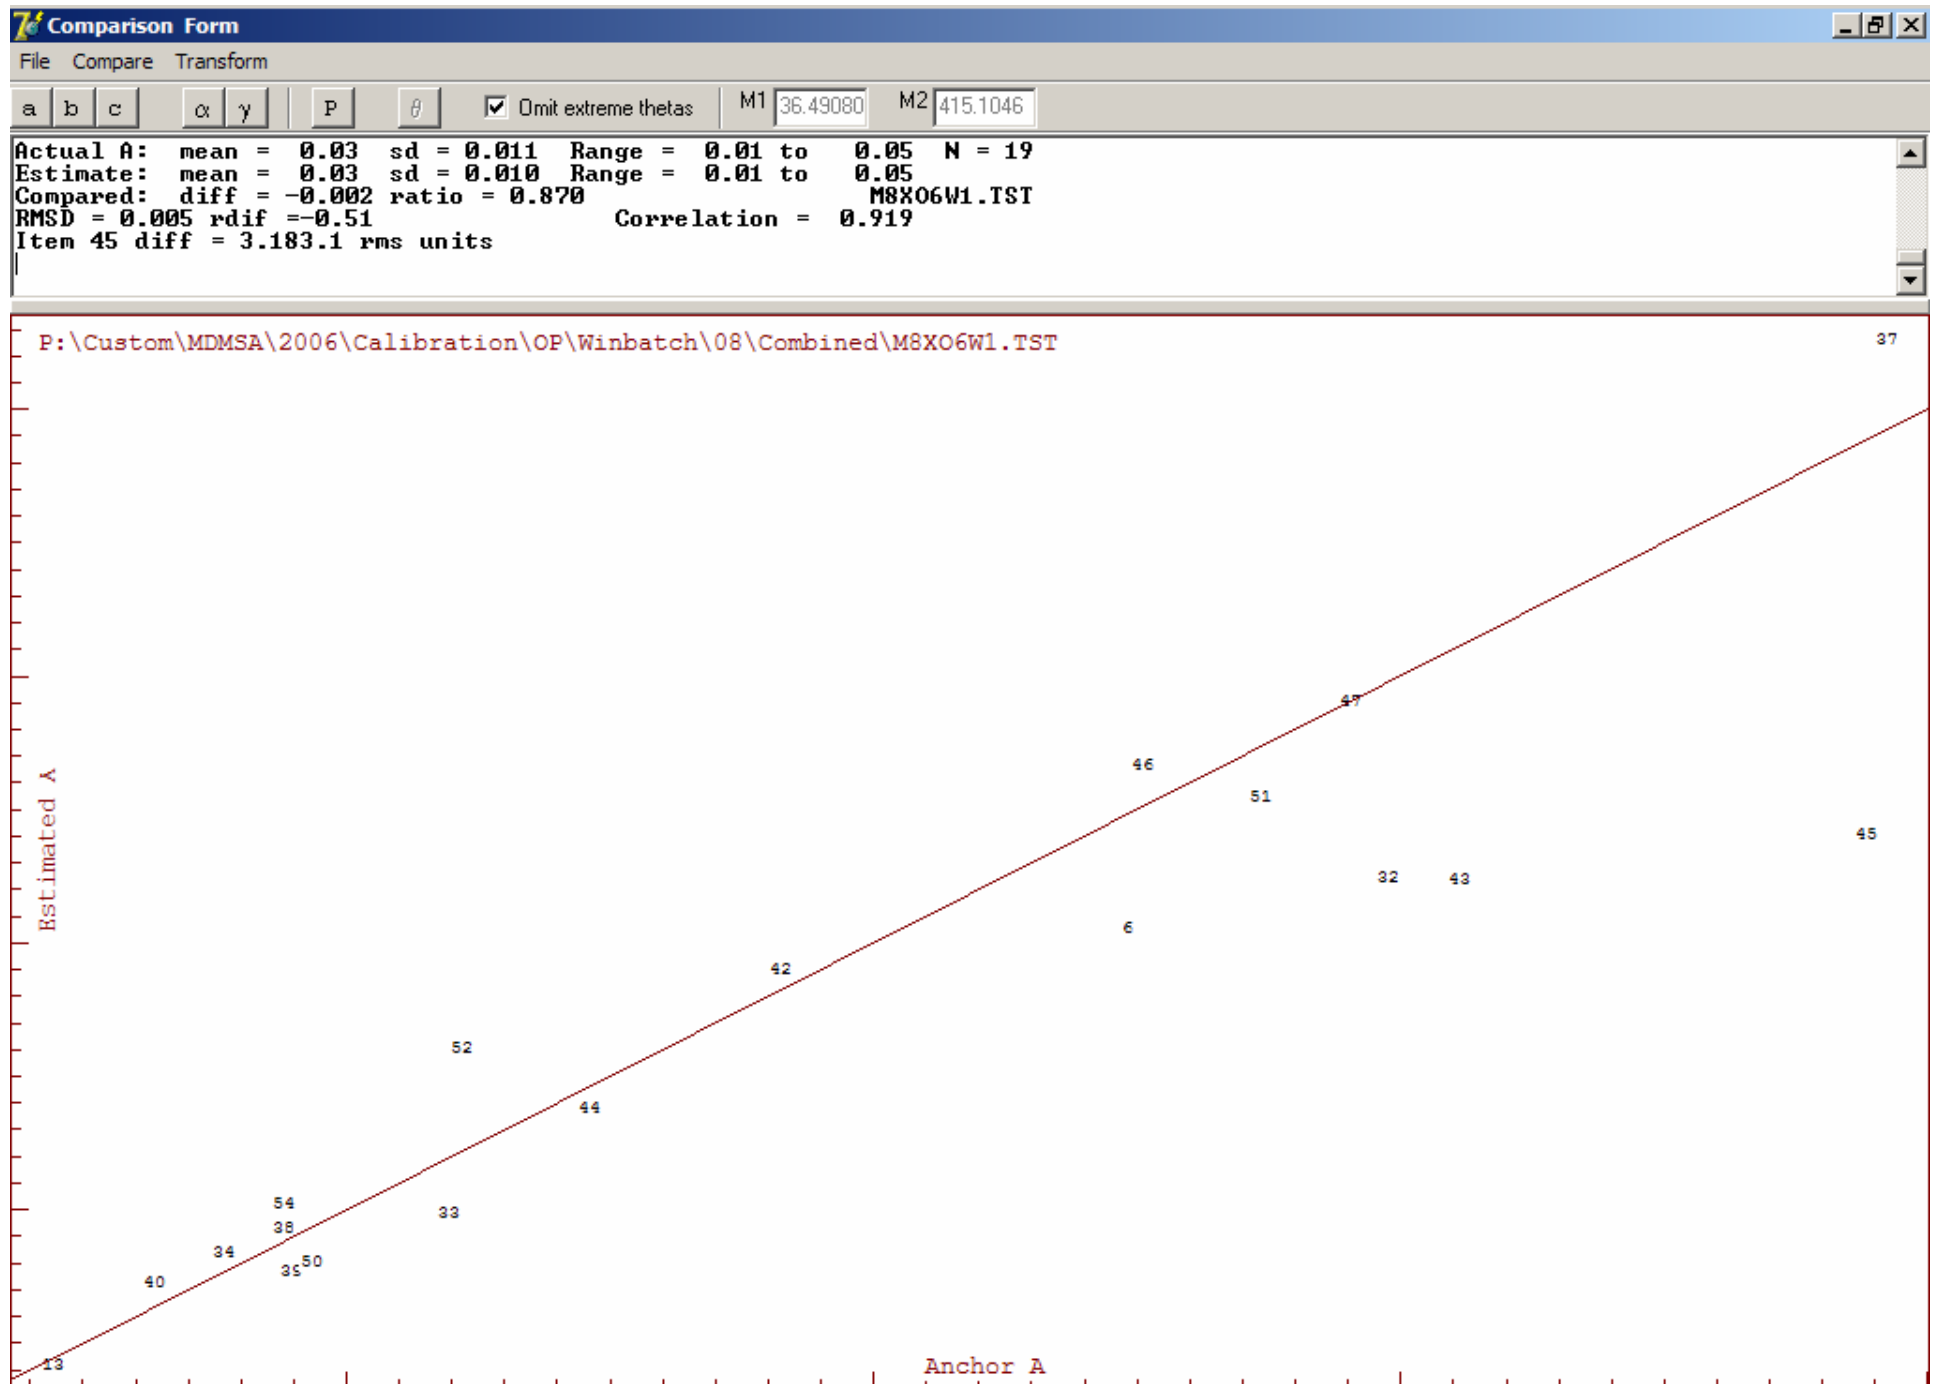 Comparison Form
File Compare Transform
a b c α γ P θ Omit extreme thetas M1 36.49080 M2 415.1046
Actual A: mean = 0.03 sd = 0.011 Range = 0.01 to 0.05 N = 19
Estimate: mean = 0.03 sd = 0.010 Range = 0.01 to 0.05
Compared: diff = -0.002 ratio = 0.870 M8XO6W1.TST
RMSD = 0.005 rdif =-0.51 Correlation = 0.919
Item 45 diff = 3.183.1 rms units
P:\Custom\MDMSA\2006\Calibration\OP\Winbatch\08\Combined\M8XO6W1.TST
37
47
46
51
45
32 43
6
42
52
44
54
33
38
34
50
35
40
13
Estimated A
Anchor A